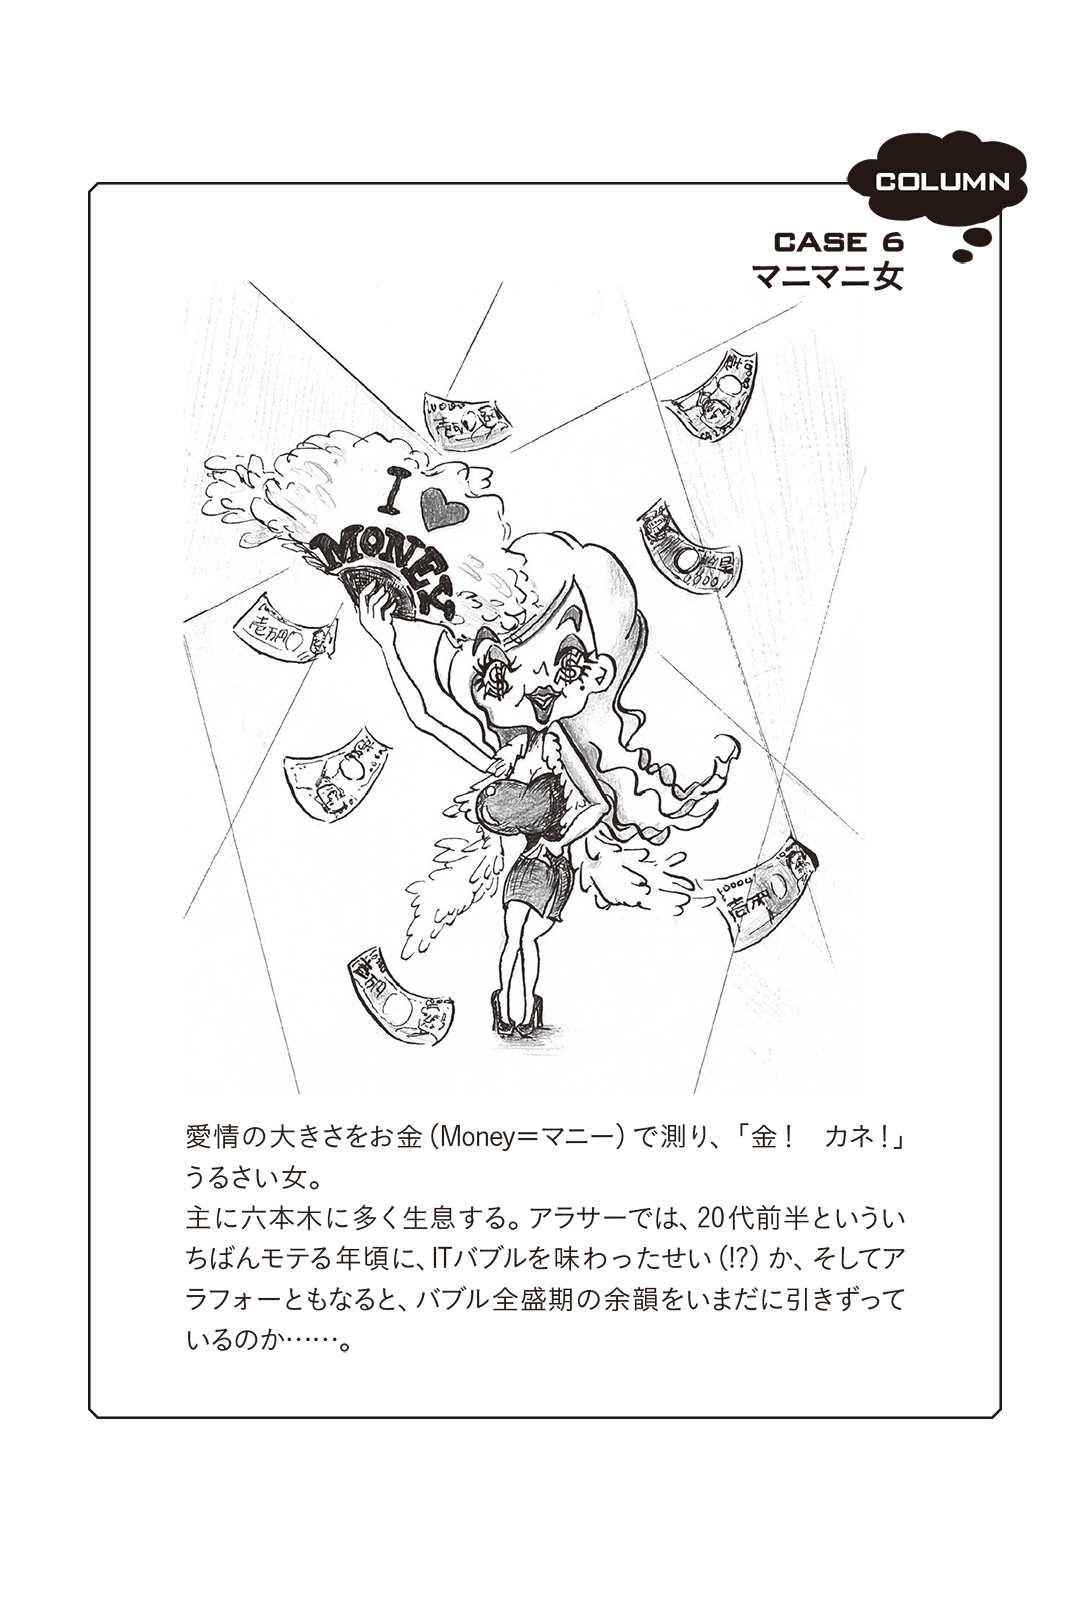 COLUMN
CASE 6
マニマニ女
I ♥
MONEY
壱万円
壱万円
愛情の大きさをお金(Money=マニー)で測り、「金！　カネ！」
うるさい女。
主に六本木に多く生息する。アラサーでは、20代前半というい
ちばんモテる年頃に、ITバブルを味わったせい(!?)か、そしてア
ラフォーともなると、バブル全盛期の余韻をいまだに引きずって
いるのか……。